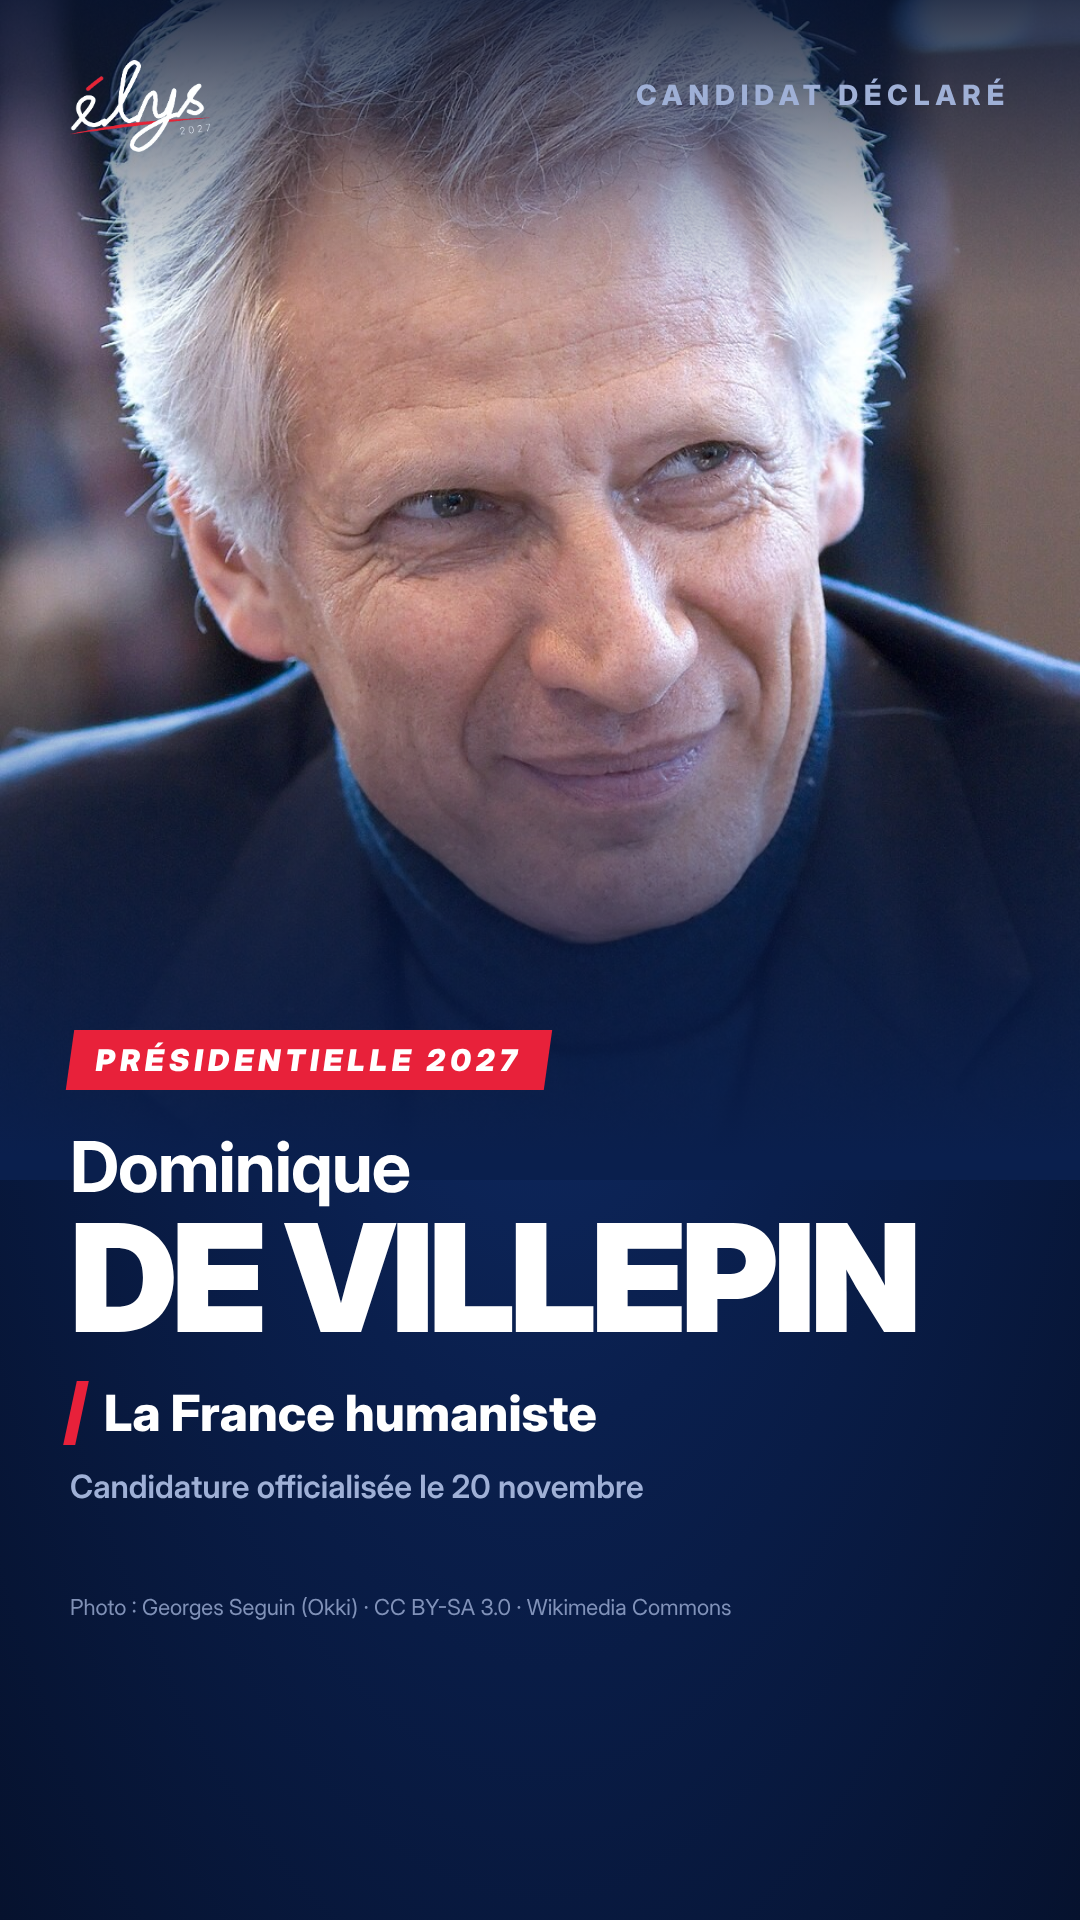 élys
2027
CANDIDAT DÉCLARÉ
PRÉSIDENTIELLE 2027
Dominique
DE VILLEPIN
La France humaniste
Candidature officialisée le 20 novembre
Photo : Georges Seguin (Okki) · CC BY-SA 3.0 · Wikimedia Commons